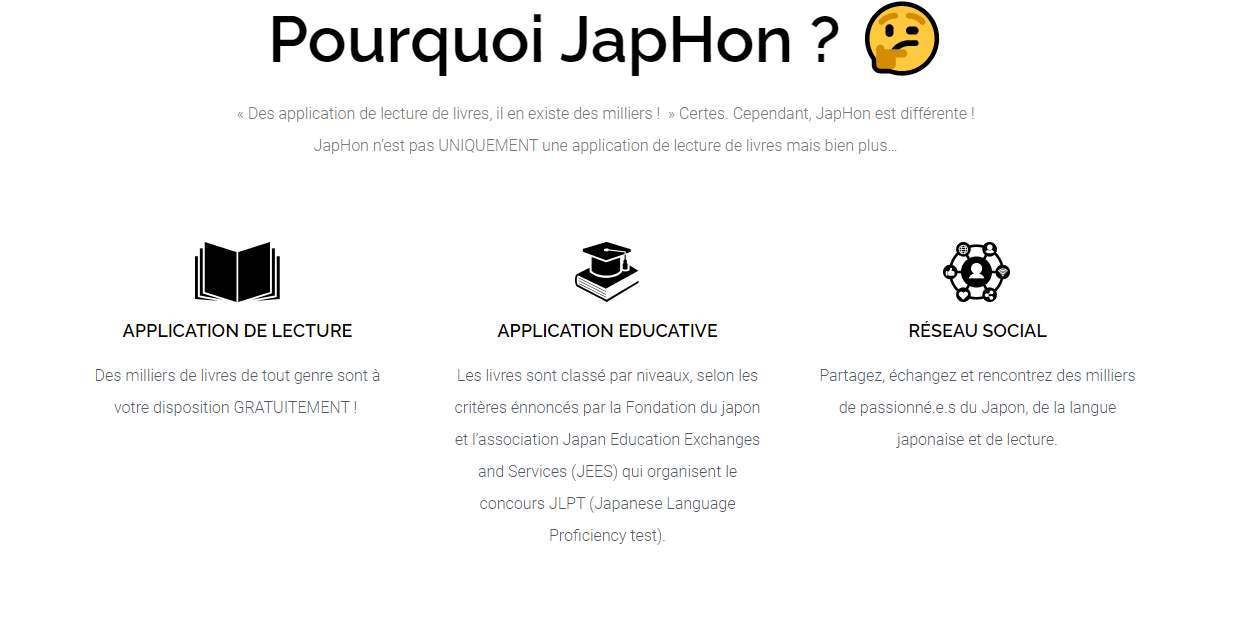 Pourquoi JapHon ? 🤔
« Des application de lecture de livres, il en existe des milliers !  » Certes. Cependant, JapHon est différente !
JapHon n’est pas UNIQUEMENT une application de lecture de livres mais bien plus…
APPLICATION DE LECTURE
Des milliers de livres de tout genre sont à
votre disposition GRATUITEMENT !
APPLICATION EDUCATIVE
Les livres sont classé par niveaux, selon les
critères énnoncés par la Fondation du japon
et l’association Japan Education Exchanges
and Services (JEES) qui organisent le
concours JLPT (Japanese Language
Proficiency test).
RÉSEAU SOCIAL
Partagez, échangez et rencontrez des milliers
de passionné.e.s du Japon, de la langue
japonaise et de lecture.